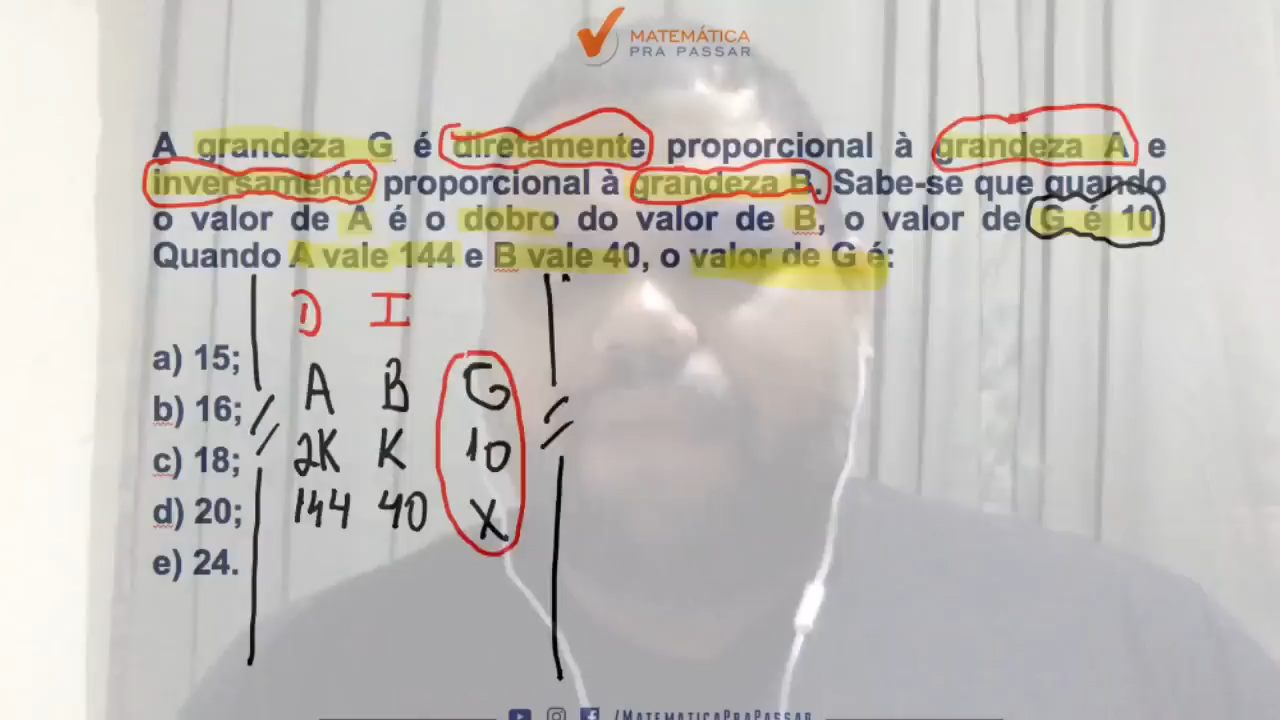 MATEMÁTICA
PRA PASSAR
A grandeza G é diretamente proporcional à grandeza A e
inversamente proporcional à grandeza B. Sabe-se que quando
o valor de A é o dobro do valor de B, o valor de G é 10
Quando A vale 144 e B vale 40, o valor de G é:
D I
a) 15;
A B G
b) 16;
2K K 10
c) 18;
144 40 X
d) 20;
e) 24.
/MATEMATICAPRAPASSAR